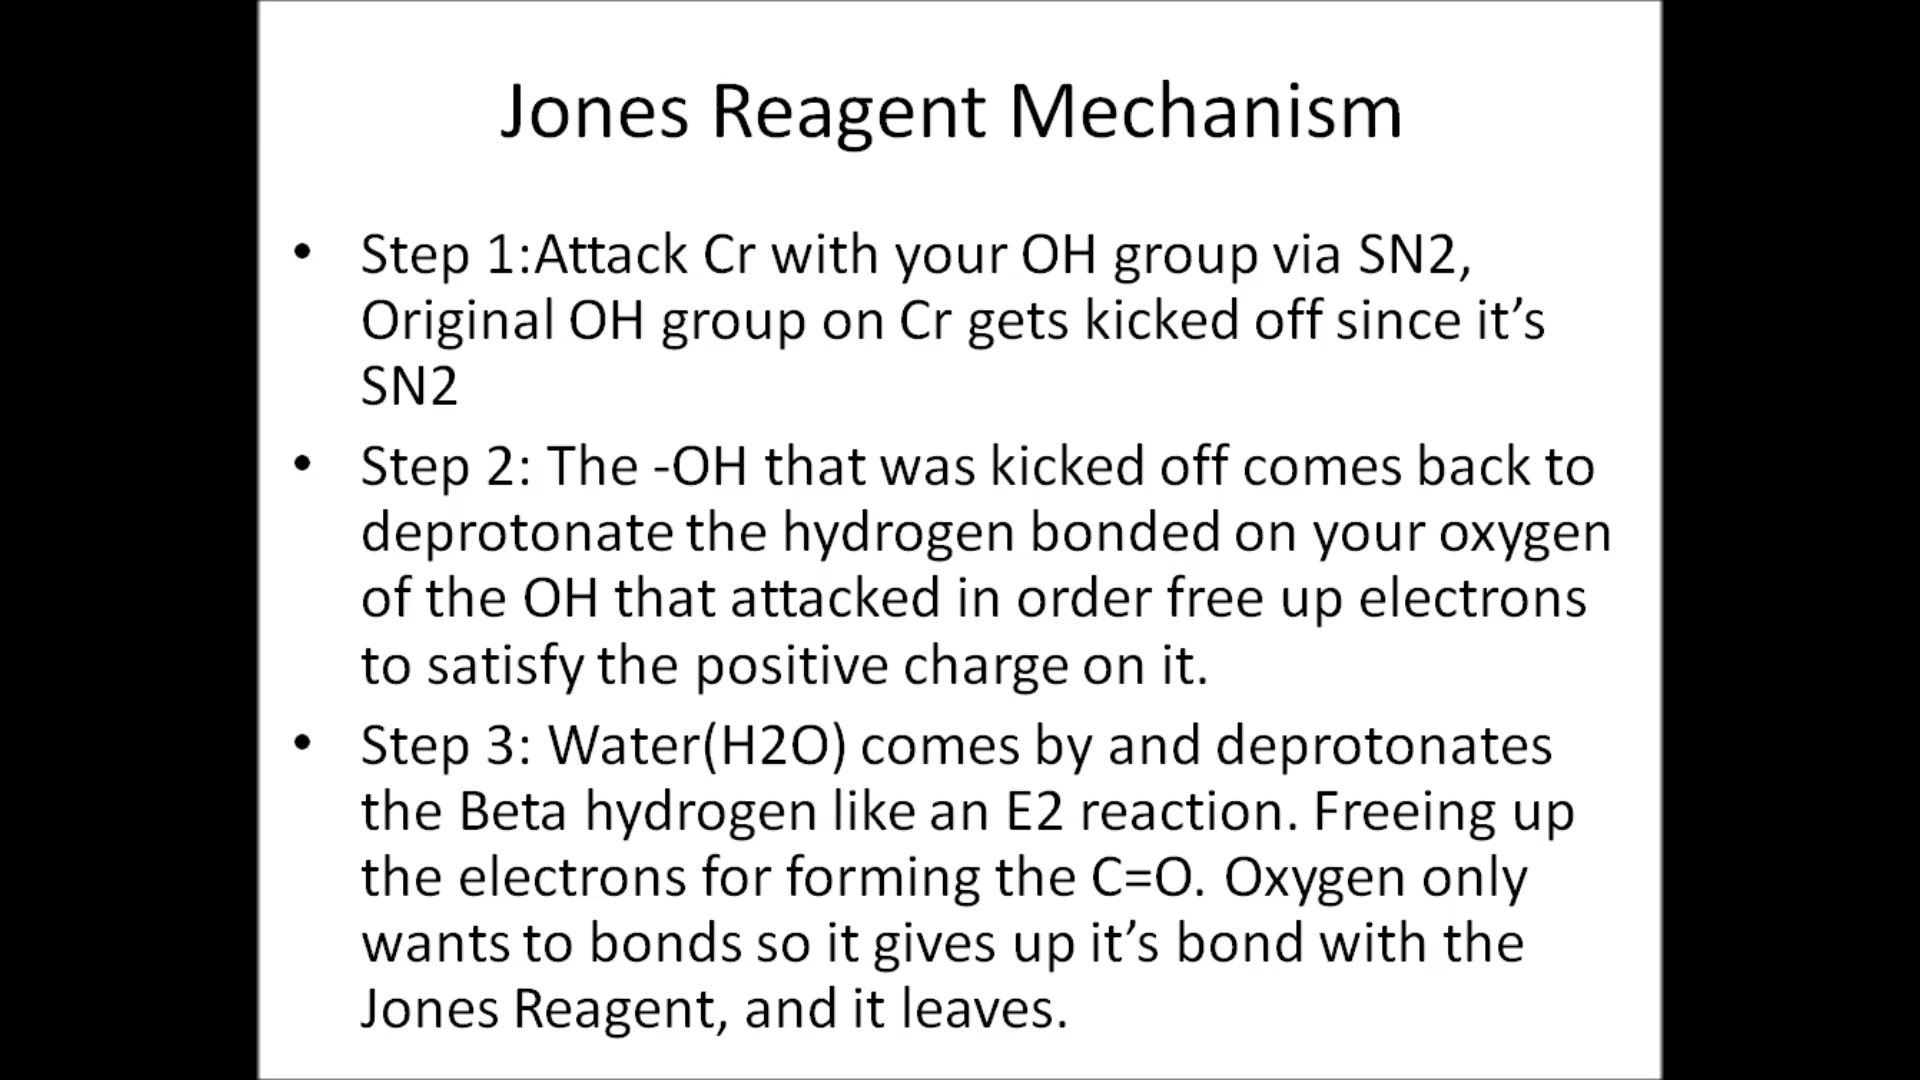 Jones Reagent Mechanism
• Step 1:Attack Cr with your OH group via SN2,
Original OH group on Cr gets kicked off since it’s
SN2
• Step 2: The -OH that was kicked off comes back to
deprotonate the hydrogen bonded on your oxygen
of the OH that attacked in order free up electrons
to satisfy the positive charge on it.
• Step 3: Water(H2O) comes by and deprotonates
the Beta hydrogen like an E2 reaction. Freeing up
the electrons for forming the C=O. Oxygen only
wants to bonds so it gives up it’s bond with the
Jones Reagent, and it leaves.